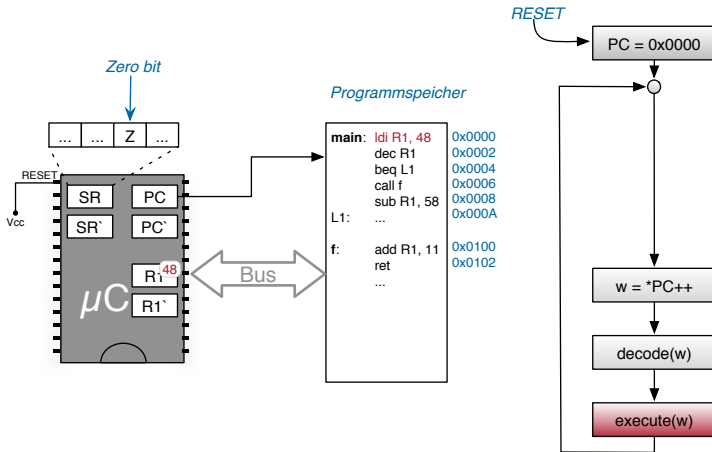 RESET
PC = 0x0000
Zero bit
Programmspeicher
... ... Z ...
main: ldi R1, 48 0x0000
dec R1 0x0002
beq L1 0x0004
call f 0x0006
sub R1, 58 0x0008
L1: ... 0x000A
f: add R1, 11 0x0100
ret 0x0102
...
RESET
Vcc
SR PC
SR` PC`
R1 48
R1`
µC
Bus
w = *PC++
decode(w)
execute(w)